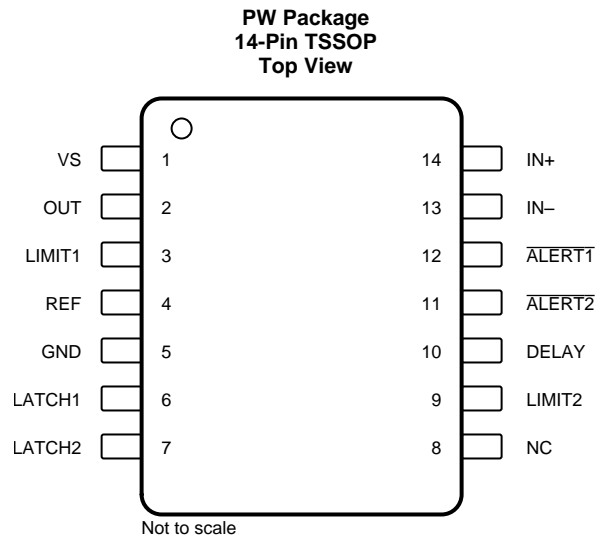 PW Package
14-Pin TSSOP
Top View
VS 1 14 IN+
OUT 2 13 IN–
LIMIT1 3 12 ALERT1
REF 4 11 ALERT2
GND 5 10 DELAY
LATCH1 6 9 LIMIT2
LATCH2 7 8 NC
Not to scale